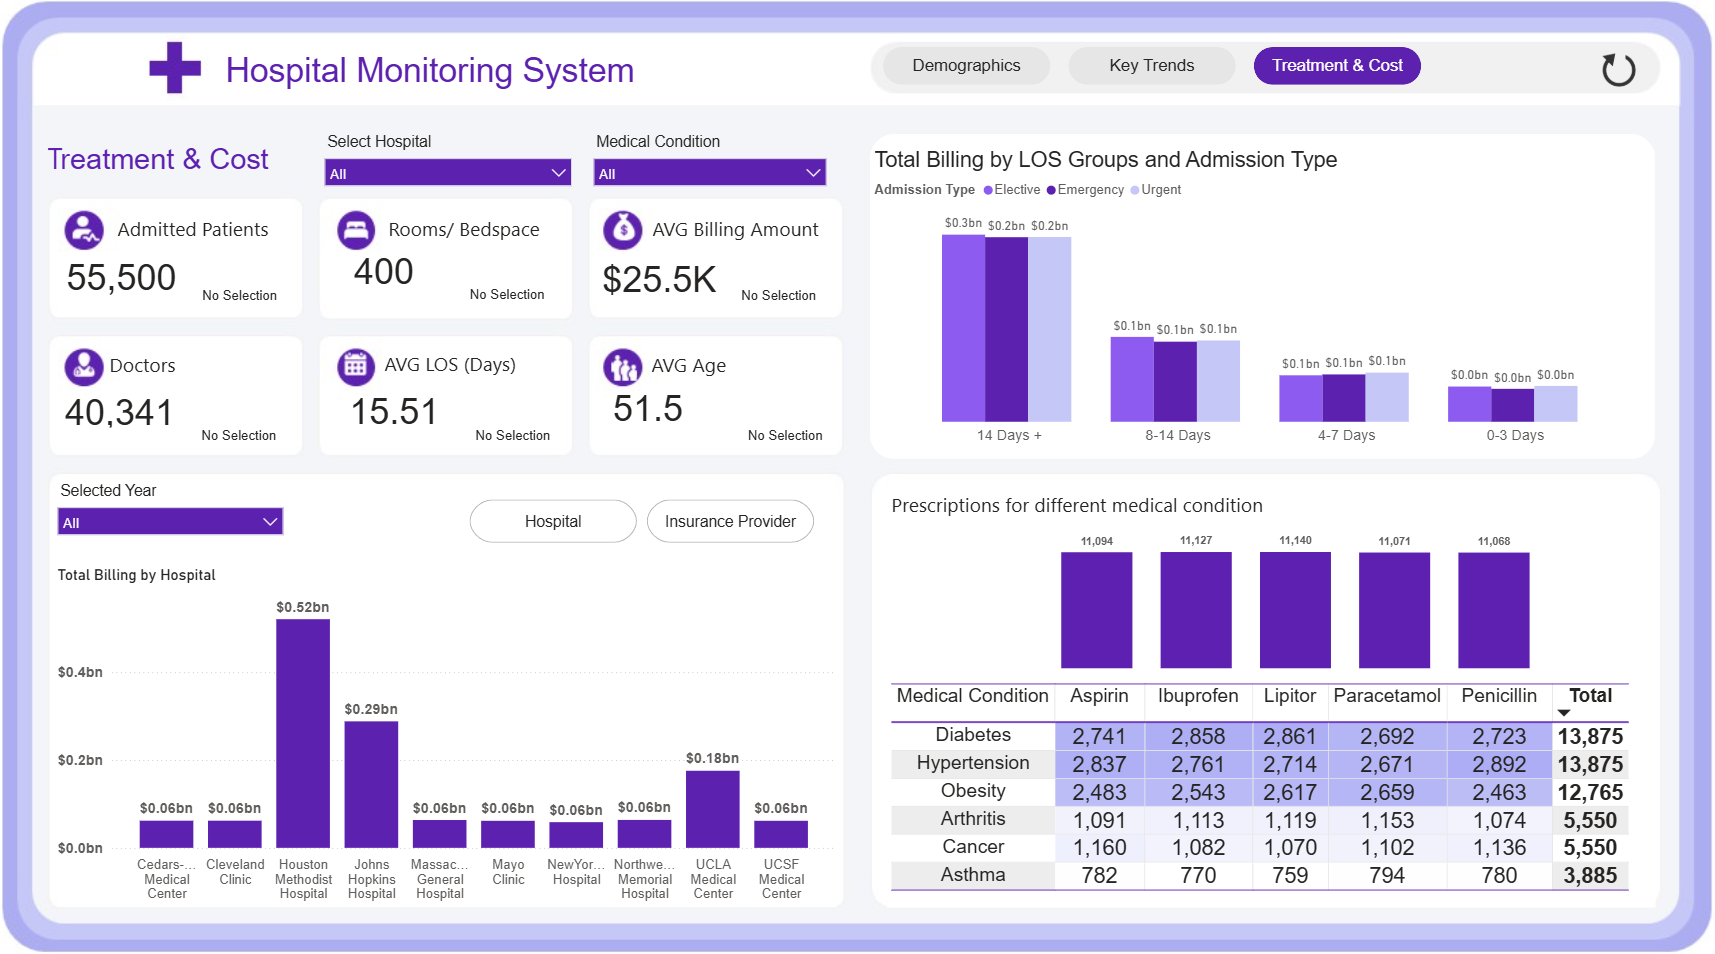 Hospital Monitoring System
Demographics
Key Trends
Treatment & Cost
Treatment & Cost
Select Hospital
All
Medical Condition
All
Admitted Patients
55,500
No Selection
Rooms/ Bedspace
400
No Selection
AVG Billing Amount
$25.5K
No Selection
Doctors
40,341
No Selection
AVG LOS (Days)
15.51
No Selection
AVG Age
51.5
No Selection
Total Billing by LOS Groups and Admission Type
Admission Type Elective Emergency Urgent
$0.3bn $0.2bn $0.2bn
$0.1bn $0.1bn $0.1bn
$0.1bn $0.1bn $0.1bn
$0.0bn $0.0bn $0.0bn
14 Days + 8-14 Days 4-7 Days 0-3 Days
Selected Year
All
Hospital
Insurance Provider
Total Billing by Hospital
$0.4bn
$0.2bn
$0.0bn
$0.06bn $0.06bn $0.52bn $0.29bn $0.06bn $0.06bn $0.06bn $0.06bn $0.18bn $0.06bn
Cedars-...
Medical
Center
Cleveland
Clinic
Houston
Methodist
Hospital
Johns
Hopkins
Hospital
Massac...
General
Hospital
Mayo
Clinic
NewYor...
Hospital
Northwe...
Memorial
Hospital
UCLA
Medical
Center
UCSF
Medical
Center
Prescriptions for different medical condition
11,094 11,127 11,140 11,071 11,068
Medical Condition Aspirin Ibuprofen Lipitor Paracetamol Penicillin Total
Diabetes 2,741 2,858 2,861 2,692 2,723 13,875
Hypertension 2,837 2,761 2,714 2,671 2,892 13,875
Obesity 2,483 2,543 2,617 2,659 2,463 12,765
Arthritis 1,091 1,113 1,119 1,153 1,074 5,550
Cancer 1,160 1,082 1,070 1,102 1,136 5,550
Asthma 782 770 759 794 780 3,885